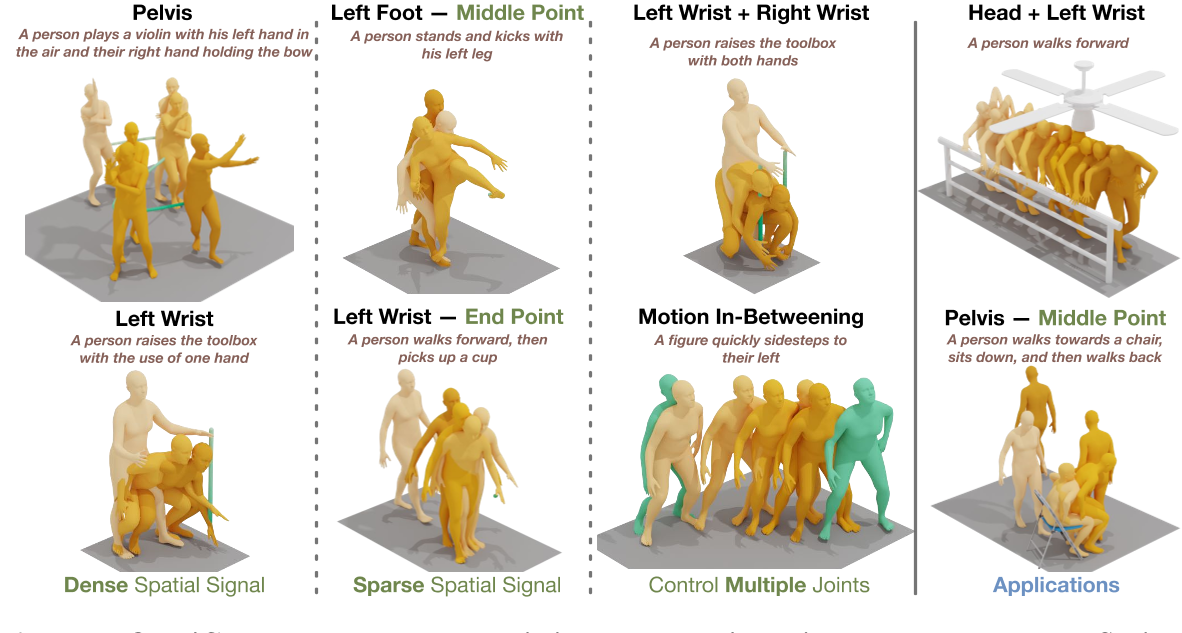 Pelvis
A person plays a violin with his left hand in
the air and their right hand holding the bow
Left Foot — Middle Point
A person stands and kicks with
his left leg
Left Wrist + Right Wrist
A person raises the toolbox
with both hands
Head + Left Wrist
A person walks forward
Left Wrist
A person raises the toolbox
with the use of one hand
Left Wrist — End Point
A person walks forward, then
picks up a cup
Motion In-Betweening
A figure quickly sidesteps to
their left
Pelvis — Middle Point
A person walks towards a chair,
sits down, and then walks back
Dense Spatial Signal
Sparse Spatial Signal
Control Multiple Joints
Applications